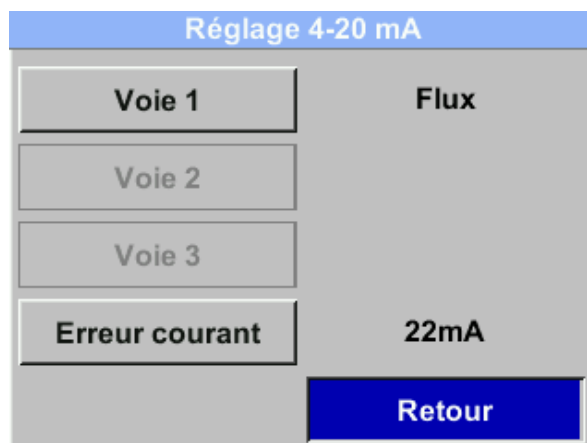 Réglage 4-20 mA
Voie 1 Flux
Voie 2
Voie 3
Erreur courant 22mA
Retour